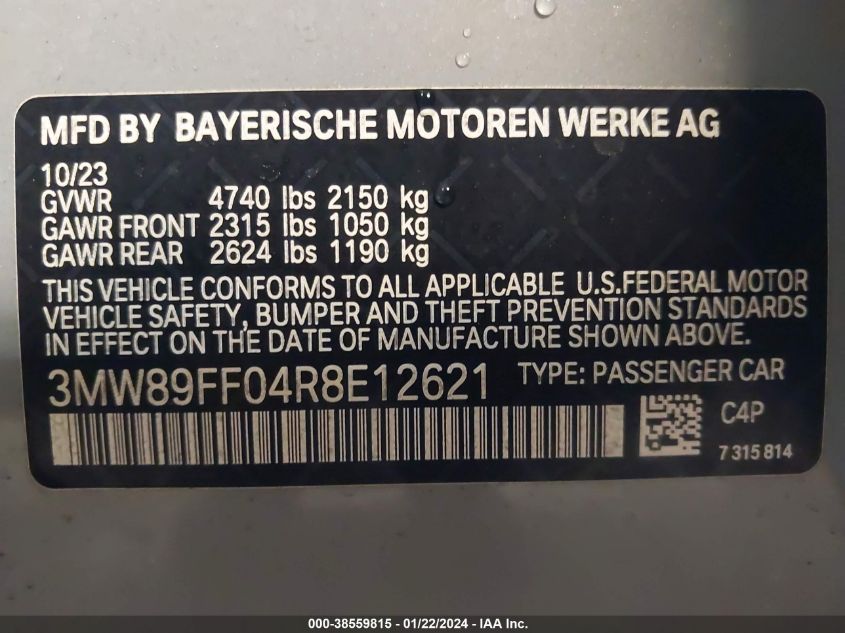 MFD BY BAYERISCHE MOTOREN WERKE AG
10/23
GVWR 4740 lbs 2150 kg
GAWR FRONT 2315 lbs 1050 kg
GAWR REAR 2624 lbs 1190 kg
THIS VEHICLE CONFORMS TO ALL APPLICABLE U.S.FEDERAL MOTOR
VEHICLE SAFETY, BUMPER AND THEFT PREVENTION STANDARDS
IN EFFECT ON THE DATE OF MANUFACTURE SHOWN ABOVE.
3MW89FF04R8E12621 TYPE: PASSENGER CAR
C4P
7 315 814
000-38559815 - 01/22/2024 - IAA Inc.